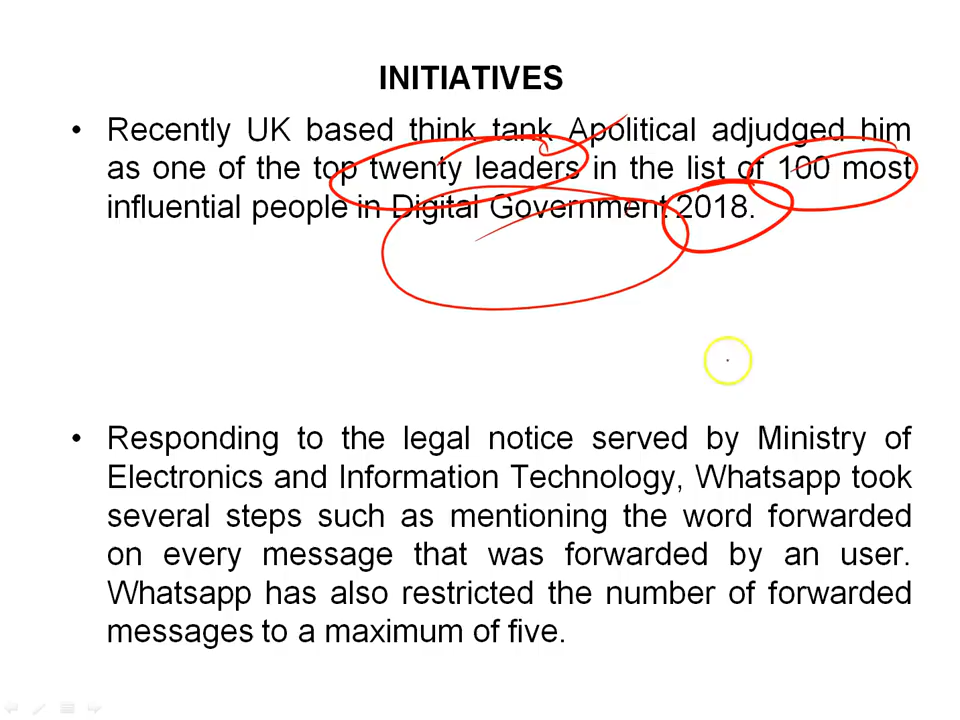 INITIATIVES
• Recently UK based think tank Apolitical adjudged him
as one of the top twenty leaders in the list of 100 most
influential people in Digital Government 2018.
• Responding to the legal notice served by Ministry of
Electronics and Information Technology, Whatsapp took
several steps such as mentioning the word forwarded
on every message that was forwarded by an user.
Whatsapp has also restricted the number of forwarded
messages to a maximum of five.